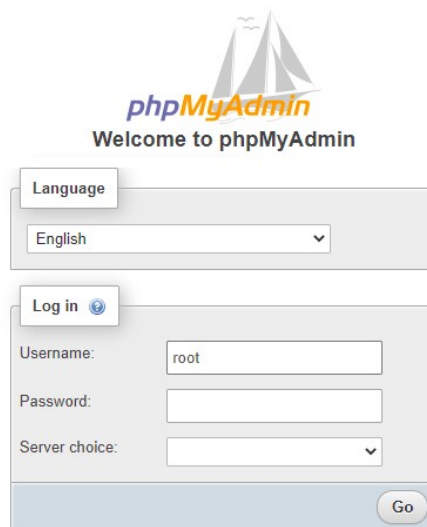 phpMyAdmin
Welcome to phpMyAdmin
Language
English
Log in
Username:
root
Password:
Server choice:
Go